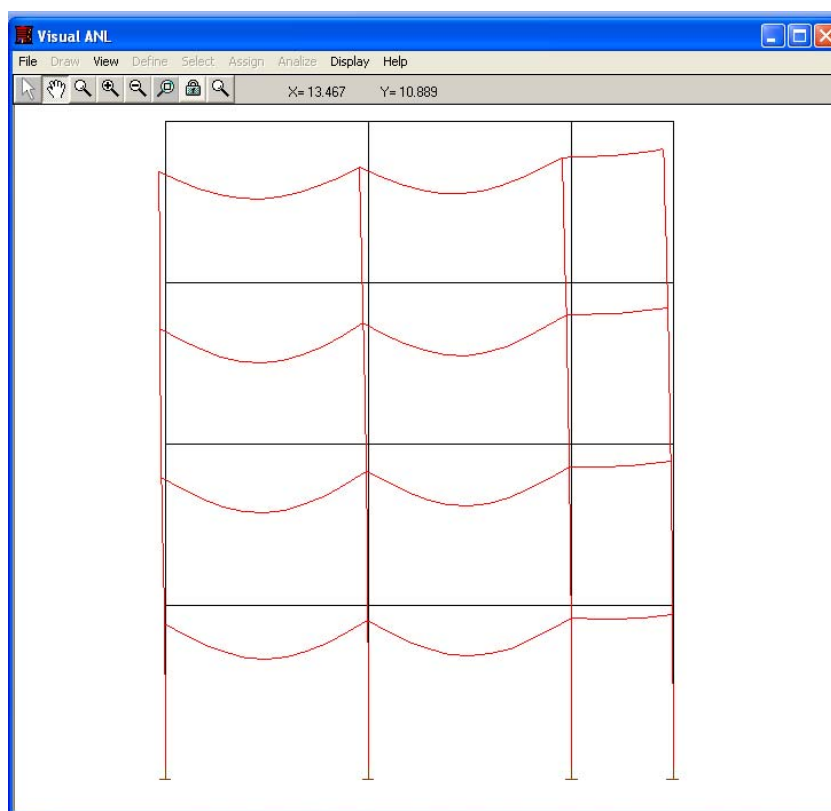 Visual ANL
File Draw View Define Select Assign Analize Display Help
X= 13.467 Y= 10.889